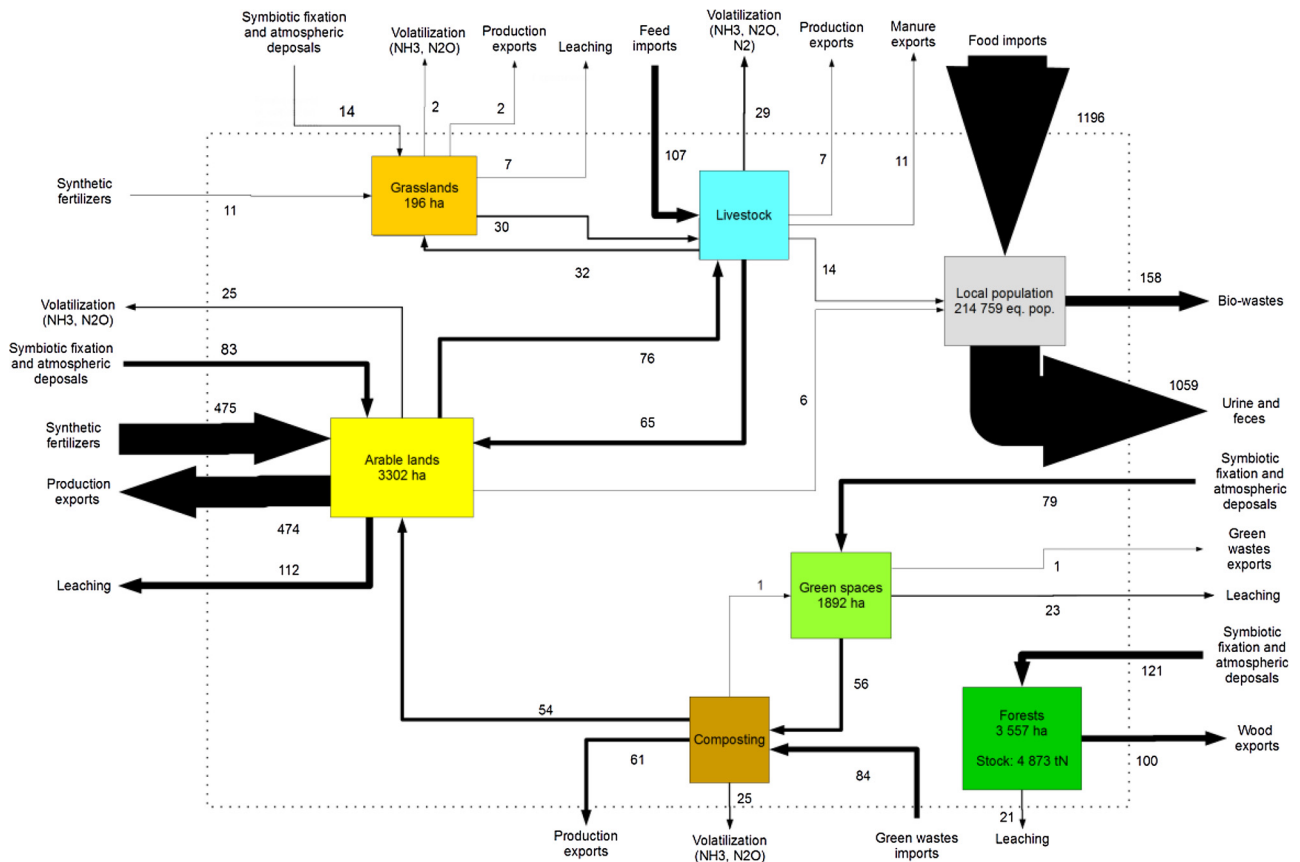 Symbiotic fixation
and atmospheric
deposals
Volatilization
(NH3, N2O)
Production
exports
Leaching
Feed
imports
Volatilization
(NH3, N2O,
N2)
Production
exports
Manure
exports
Food imports
14
2
2
7
107
29
7
11
1196
Synthetic
fertilizers
11
Grasslands
196 ha
30
32
Livestock
14
Local population
214 759 eq. pop.
158
Bio-wastes
Volatilization
(NH3, N2O)
25
Symbiotic fixation
and atmospheric
deposals
83
76
6
1059
Urine and
feces
Synthetic
fertilizers
475
65
Arable lands
3302 ha
Production
exports
474
Symbiotic
fixation and
atmospheric
deposals
79
Leaching
112
Green
wastes
exports
1
1
Green spaces
1892 ha
Leaching
23
Symbiotic
fixation and
atmospheric
deposals
121
56
54
Composting
Forests
3 557 ha
Stock: 4 873 tN
Wood
exports
100
61
84
25
21
Production
exports
Volatilization
(NH3, N2O)
Green wastes
imports
Leaching